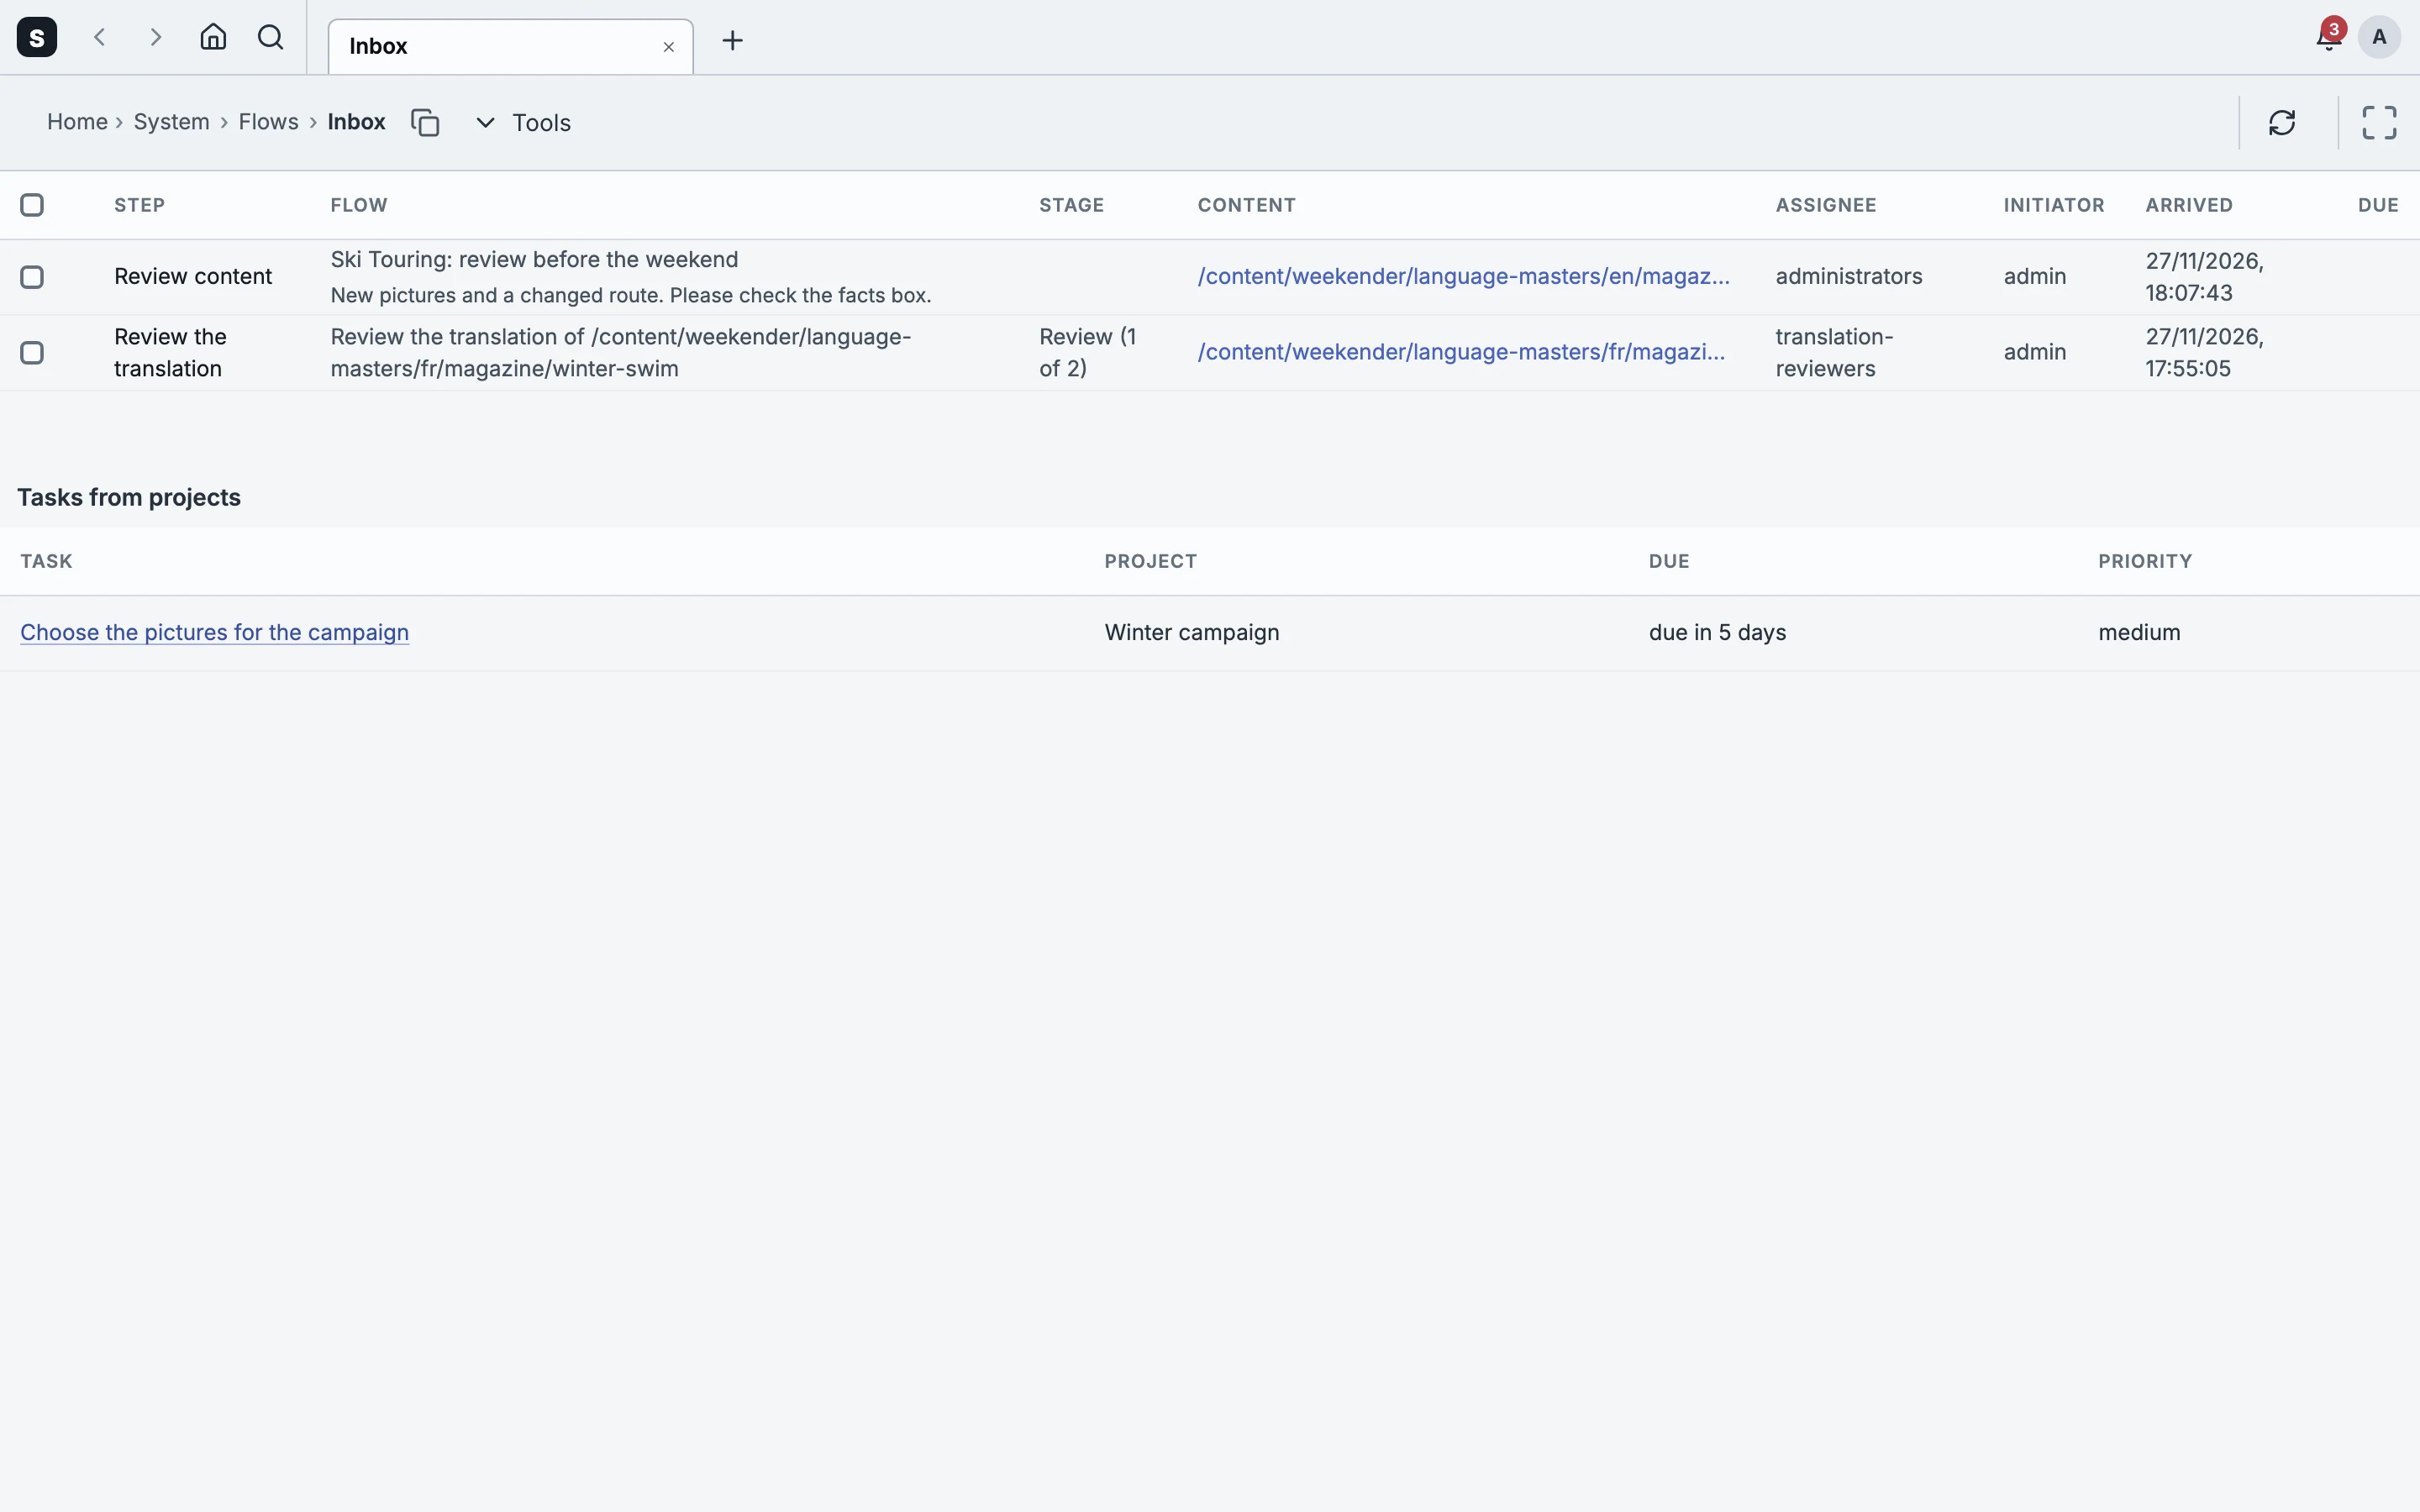 S
Inbox
3
A
Home › System › Flows › Inbox
Tools
STEP FLOW STAGE CONTENT ASSIGNEE INITIATOR ARRIVED DUE
Review content
Ski Touring: review before the weekend
New pictures and a changed route. Please check the facts box.
/content/weekender/language-masters/en/magaz...
administrators
admin
27/11/2026,
18:07:43
Review the
translation
Review the translation of /content/weekender/language-
masters/fr/magazine/winter-swim
Review (1
of 2)
/content/weekender/language-masters/fr/magazi...
translation-
reviewers
admin
27/11/2026,
17:55:05
Tasks from projects
TASK PROJECT DUE PRIORITY
Choose the pictures for the campaign Winter campaign due in 5 days medium